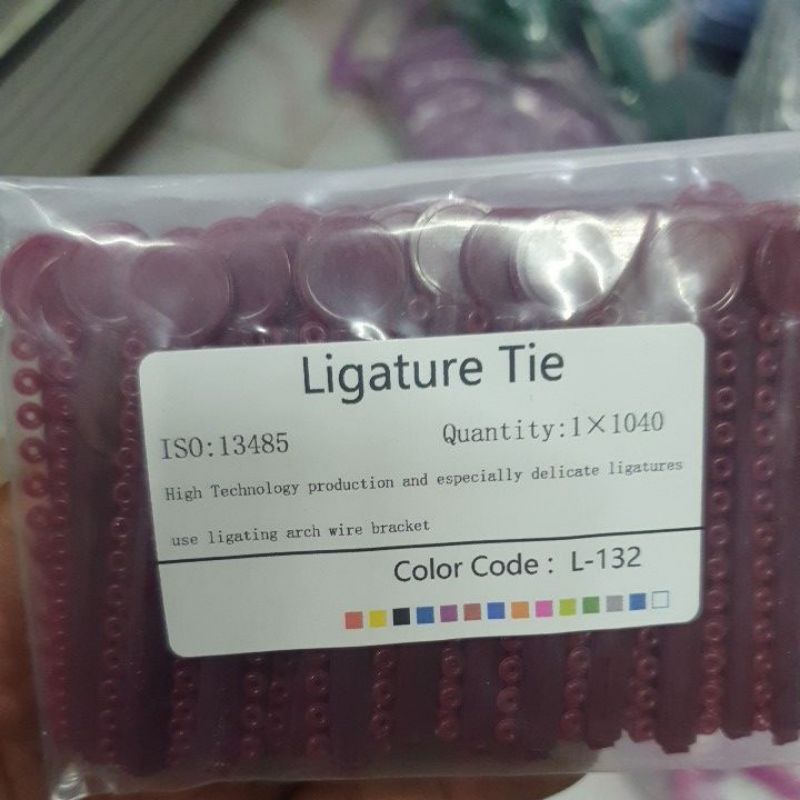 Ligature Tie
ISO:13485 Quantity:1×1040
High Technology production and especially delicate ligatures
use ligating arch wire bracket
Color Code : L-132